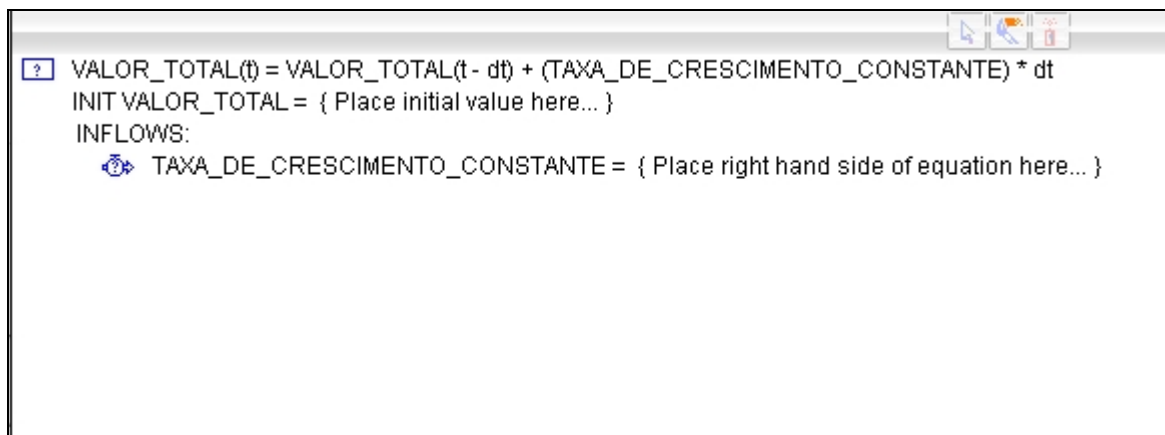 ? VALOR_TOTAL(t) = VALOR_TOTAL(t - dt) + (TAXA_DE_CRESCIMENTO_CONSTANTE) * dt
INIT VALOR_TOTAL = { Place initial value here... }
INFLOWS:
? TAXA_DE_CRESCIMENTO_CONSTANTE = { Place right hand side of equation here... }